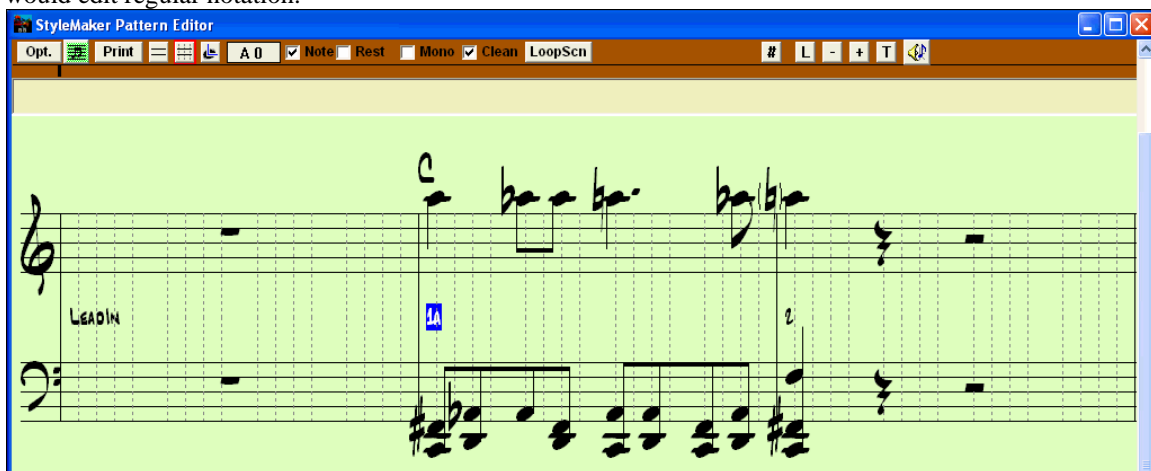 would edit regular notation.
StyleMaker Pattern Editor
Opt. Print A 0 Note Rest Mono Clean LoopScn # L - + T
C
LEADIN 1A 2